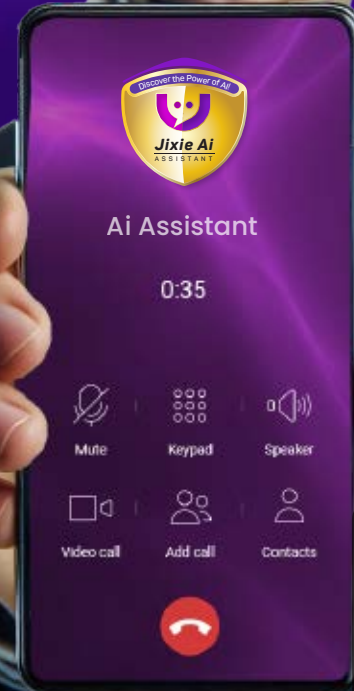 Discover the Power of AI!
Jixie Ai
ASSISTANT
Ai Assistant
0:35
Mute Keypad Speaker
Video call Add call Contacts